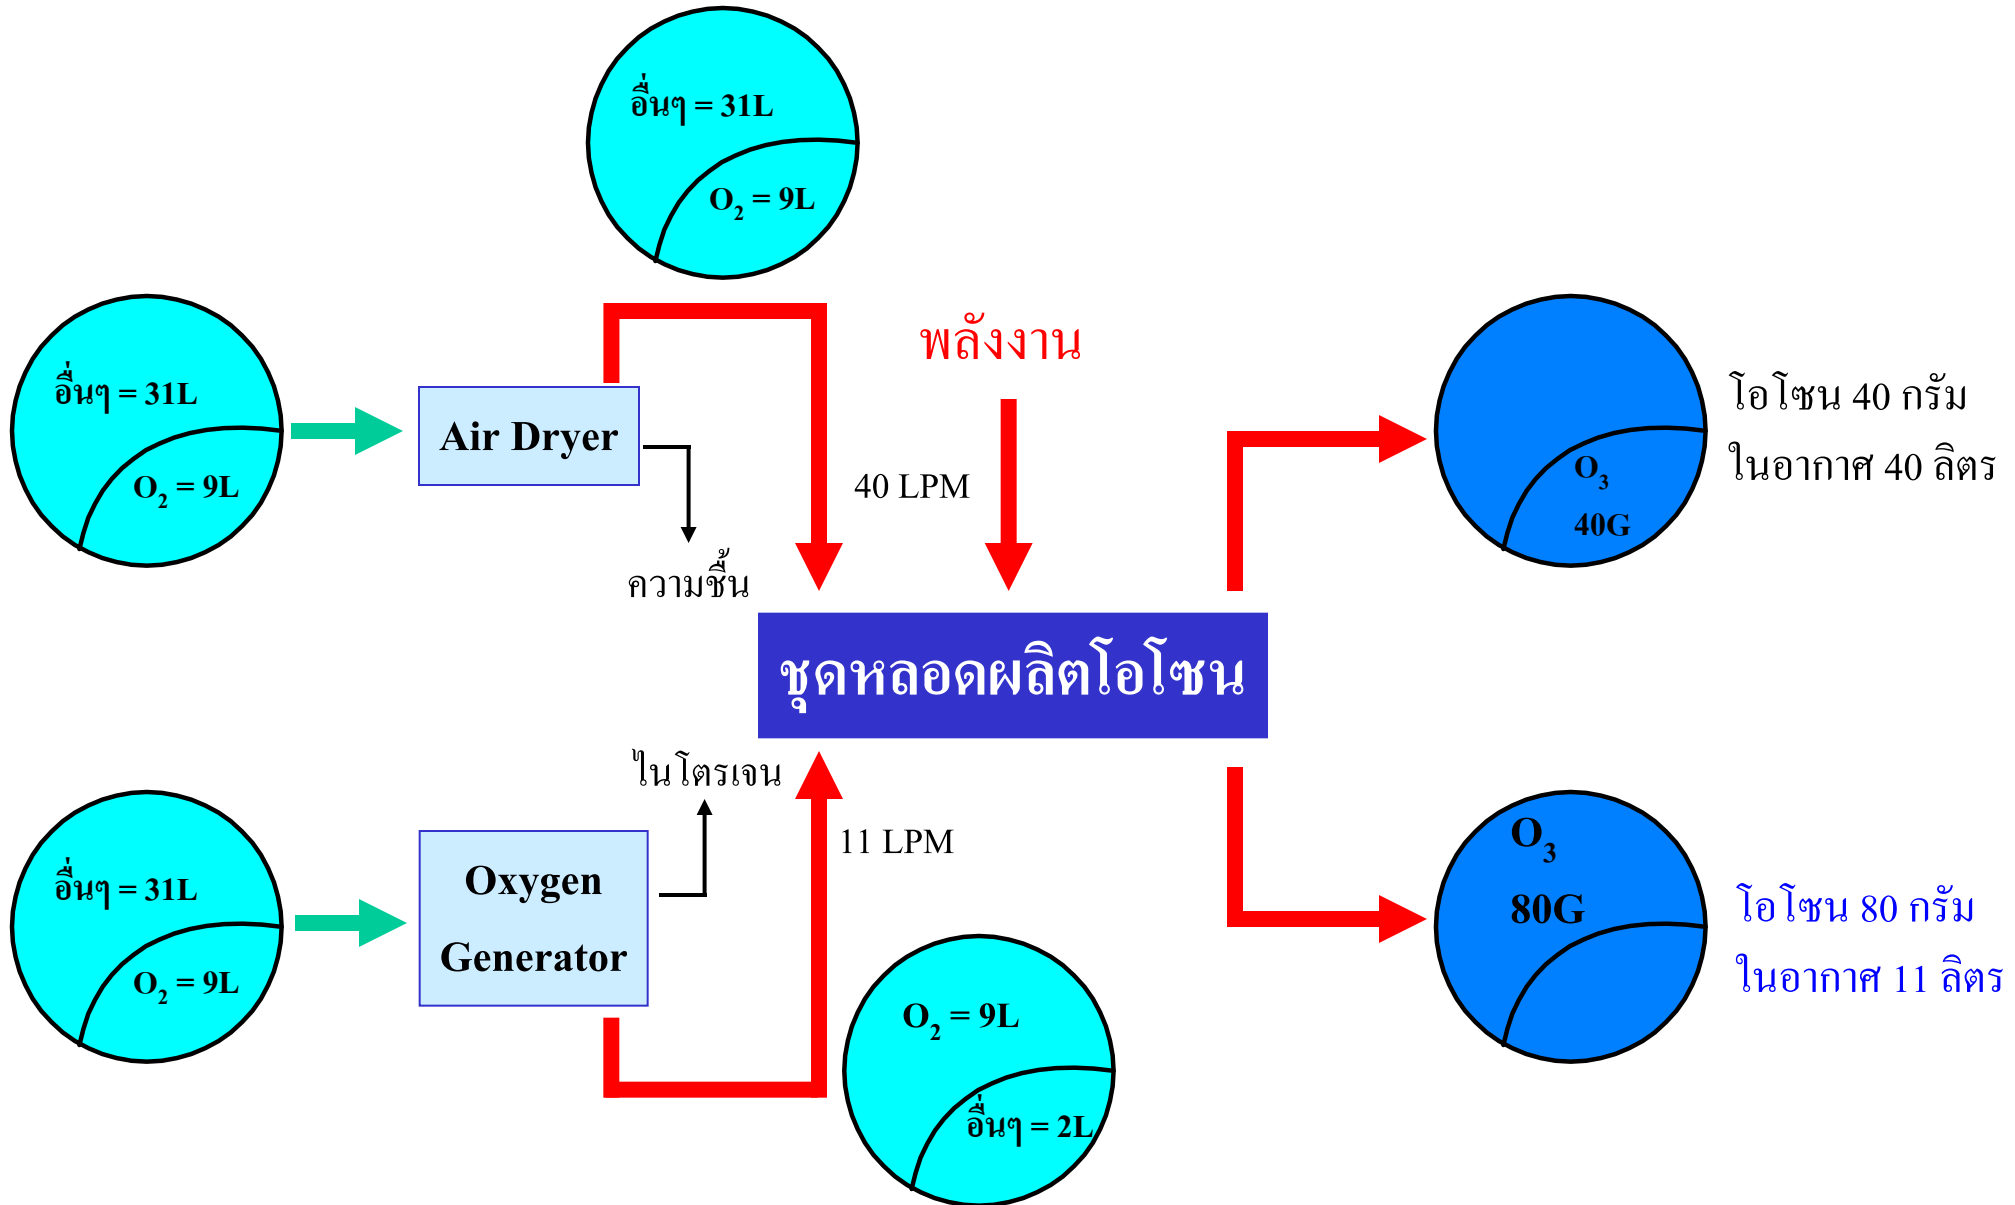 อื่นๆ = 31L
O₂ = 9L
อื่นๆ = 31L
O₂ = 9L
Air Dryer
ความชื้น
40 LPM
พลังงาน
O₃
40G
โอโซน 40 กรัม
ในอากาศ 40 ลิตร
ชุดหลอดผลิตโอโซน
อื่นๆ = 31L
O₂ = 9L
Oxygen
Generator
ไนโตรเจน
11 LPM
O₂ = 9L
อื่นๆ = 2L
O₃
80G
โอโซน 80 กรัม
ในอากาศ 11 ลิตร